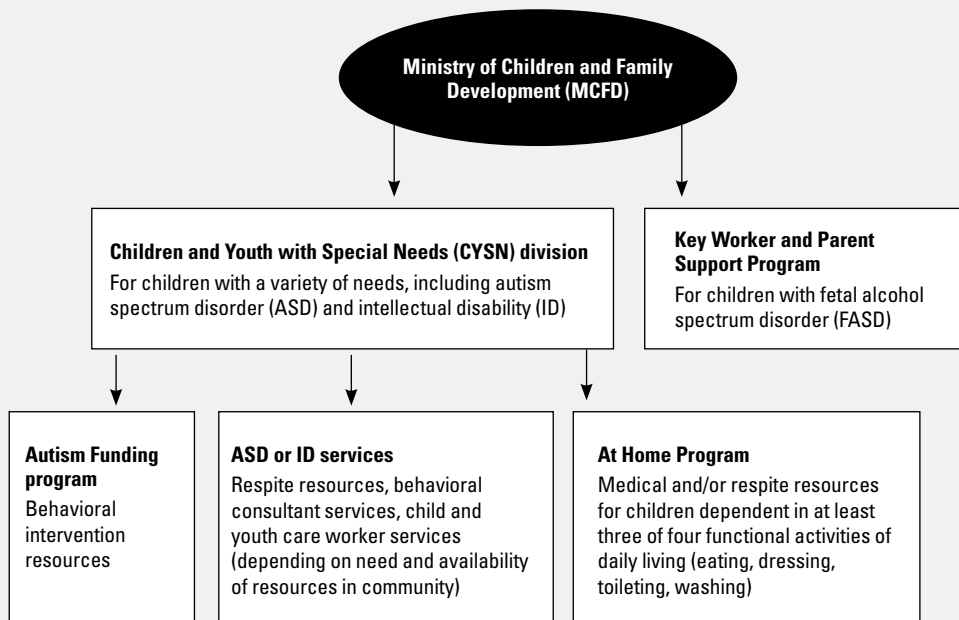 Ministry of Children and Family
Development (MCFD)
Children and Youth with Special Needs (CYSN) division
For children with a variety of needs, including autism
spectrum disorder (ASD) and intellectual disability (ID)
Key Worker and Parent
Support Program
For children with fetal alcohol
spectrum disorder (FASD)
Autism Funding
program
Behavioral
intervention
resources
ASD or ID services
Respite resources, behavioral
consultant services, child and
youth care worker services
(depending on need and availability
of resources in community)
At Home Program
Medical and/or respite resources
for children dependent in at least
three of four functional activities of
daily living (eating, dressing,
toileting, washing)